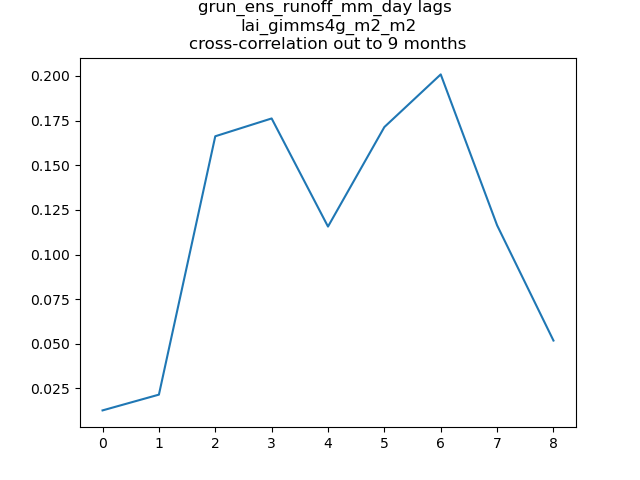 grun_ens_runoff_mm_day lags
lai_gimms4g_m2_m2
cross-correlation out to 9 months
0.200
0.175
0.150
0.125
0.100
0.075
0.050
0.025
0 1 2 3 4 5 6 7 8